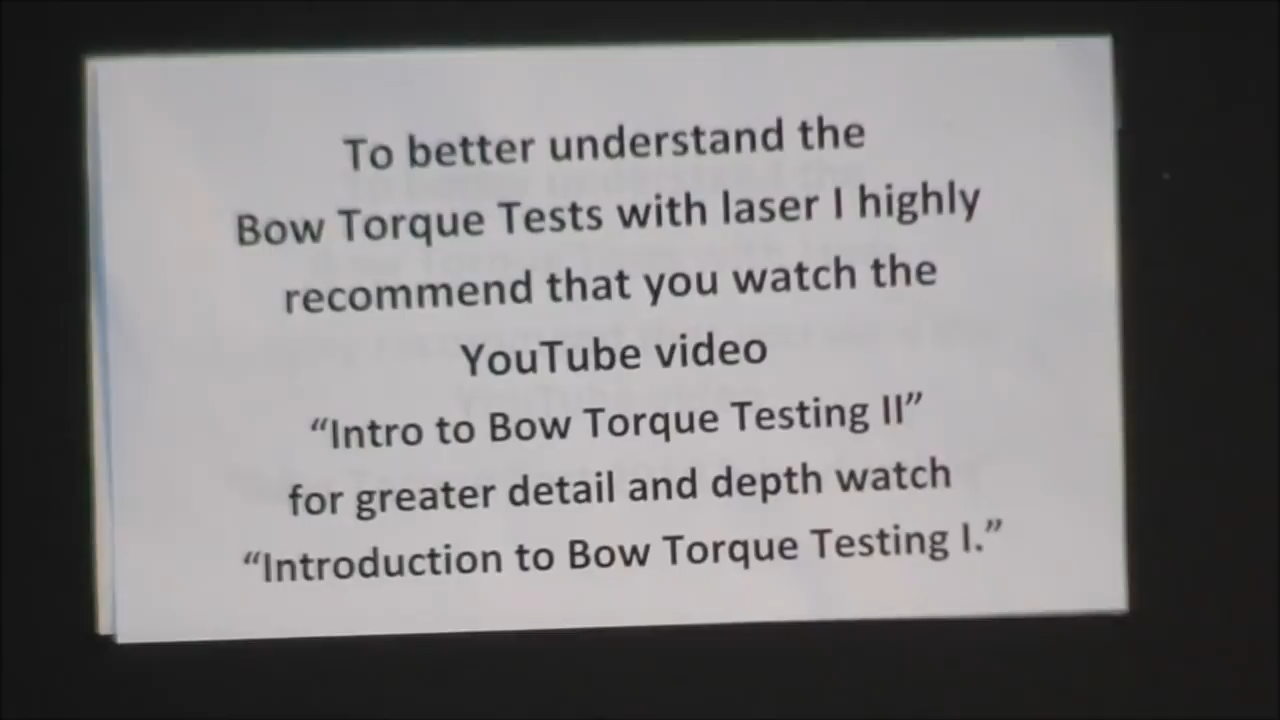 To better understand the
Bow Torque Tests with laser I highly
recommend that you watch the
YouTube video
“Intro to Bow Torque Testing II”
for greater detail and depth watch
“Introduction to Bow Torque Testing I.”